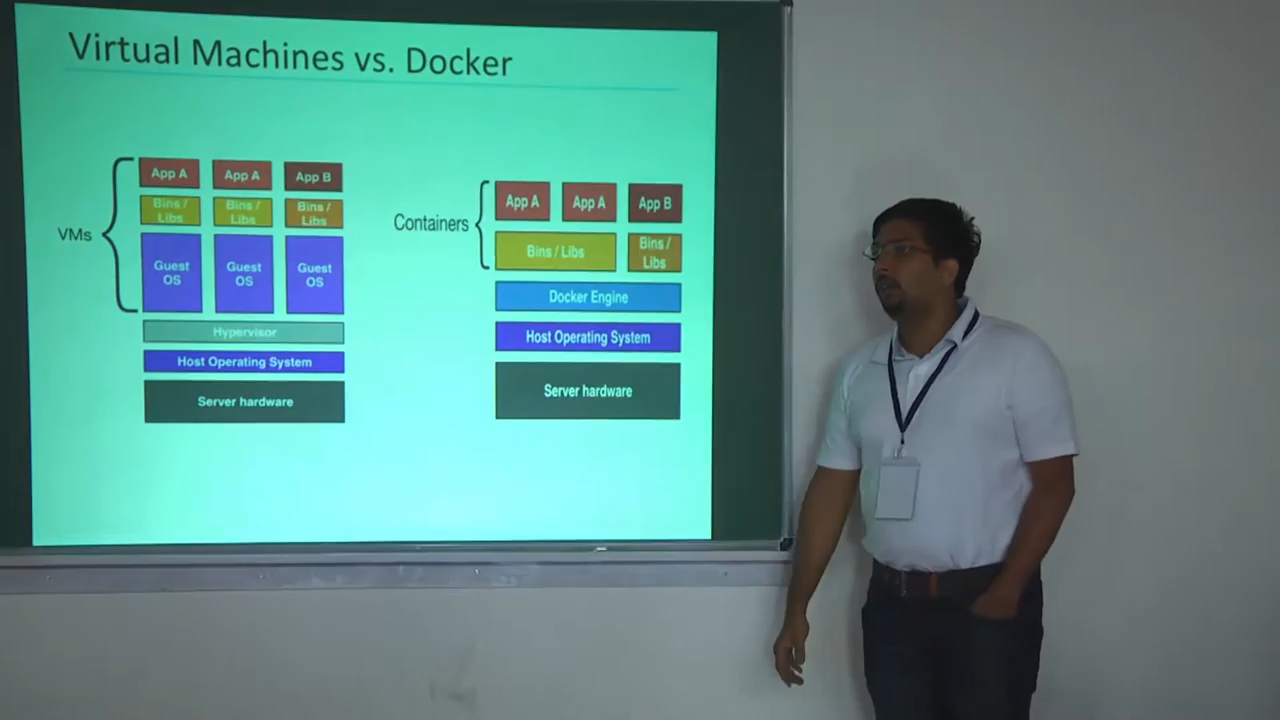 Virtual Machines vs. Docker
VMs
App A
App A
App B
Bins /
Libs
Bins /
Libs
Bins /
Libs
Guest
OS
Guest
OS
Guest
OS
Hypervisor
Host Operating System
Server hardware
Containers
App A
App A
App B
Bins / Libs
Bins /
Libs
Docker Engine
Host Operating System
Server hardware